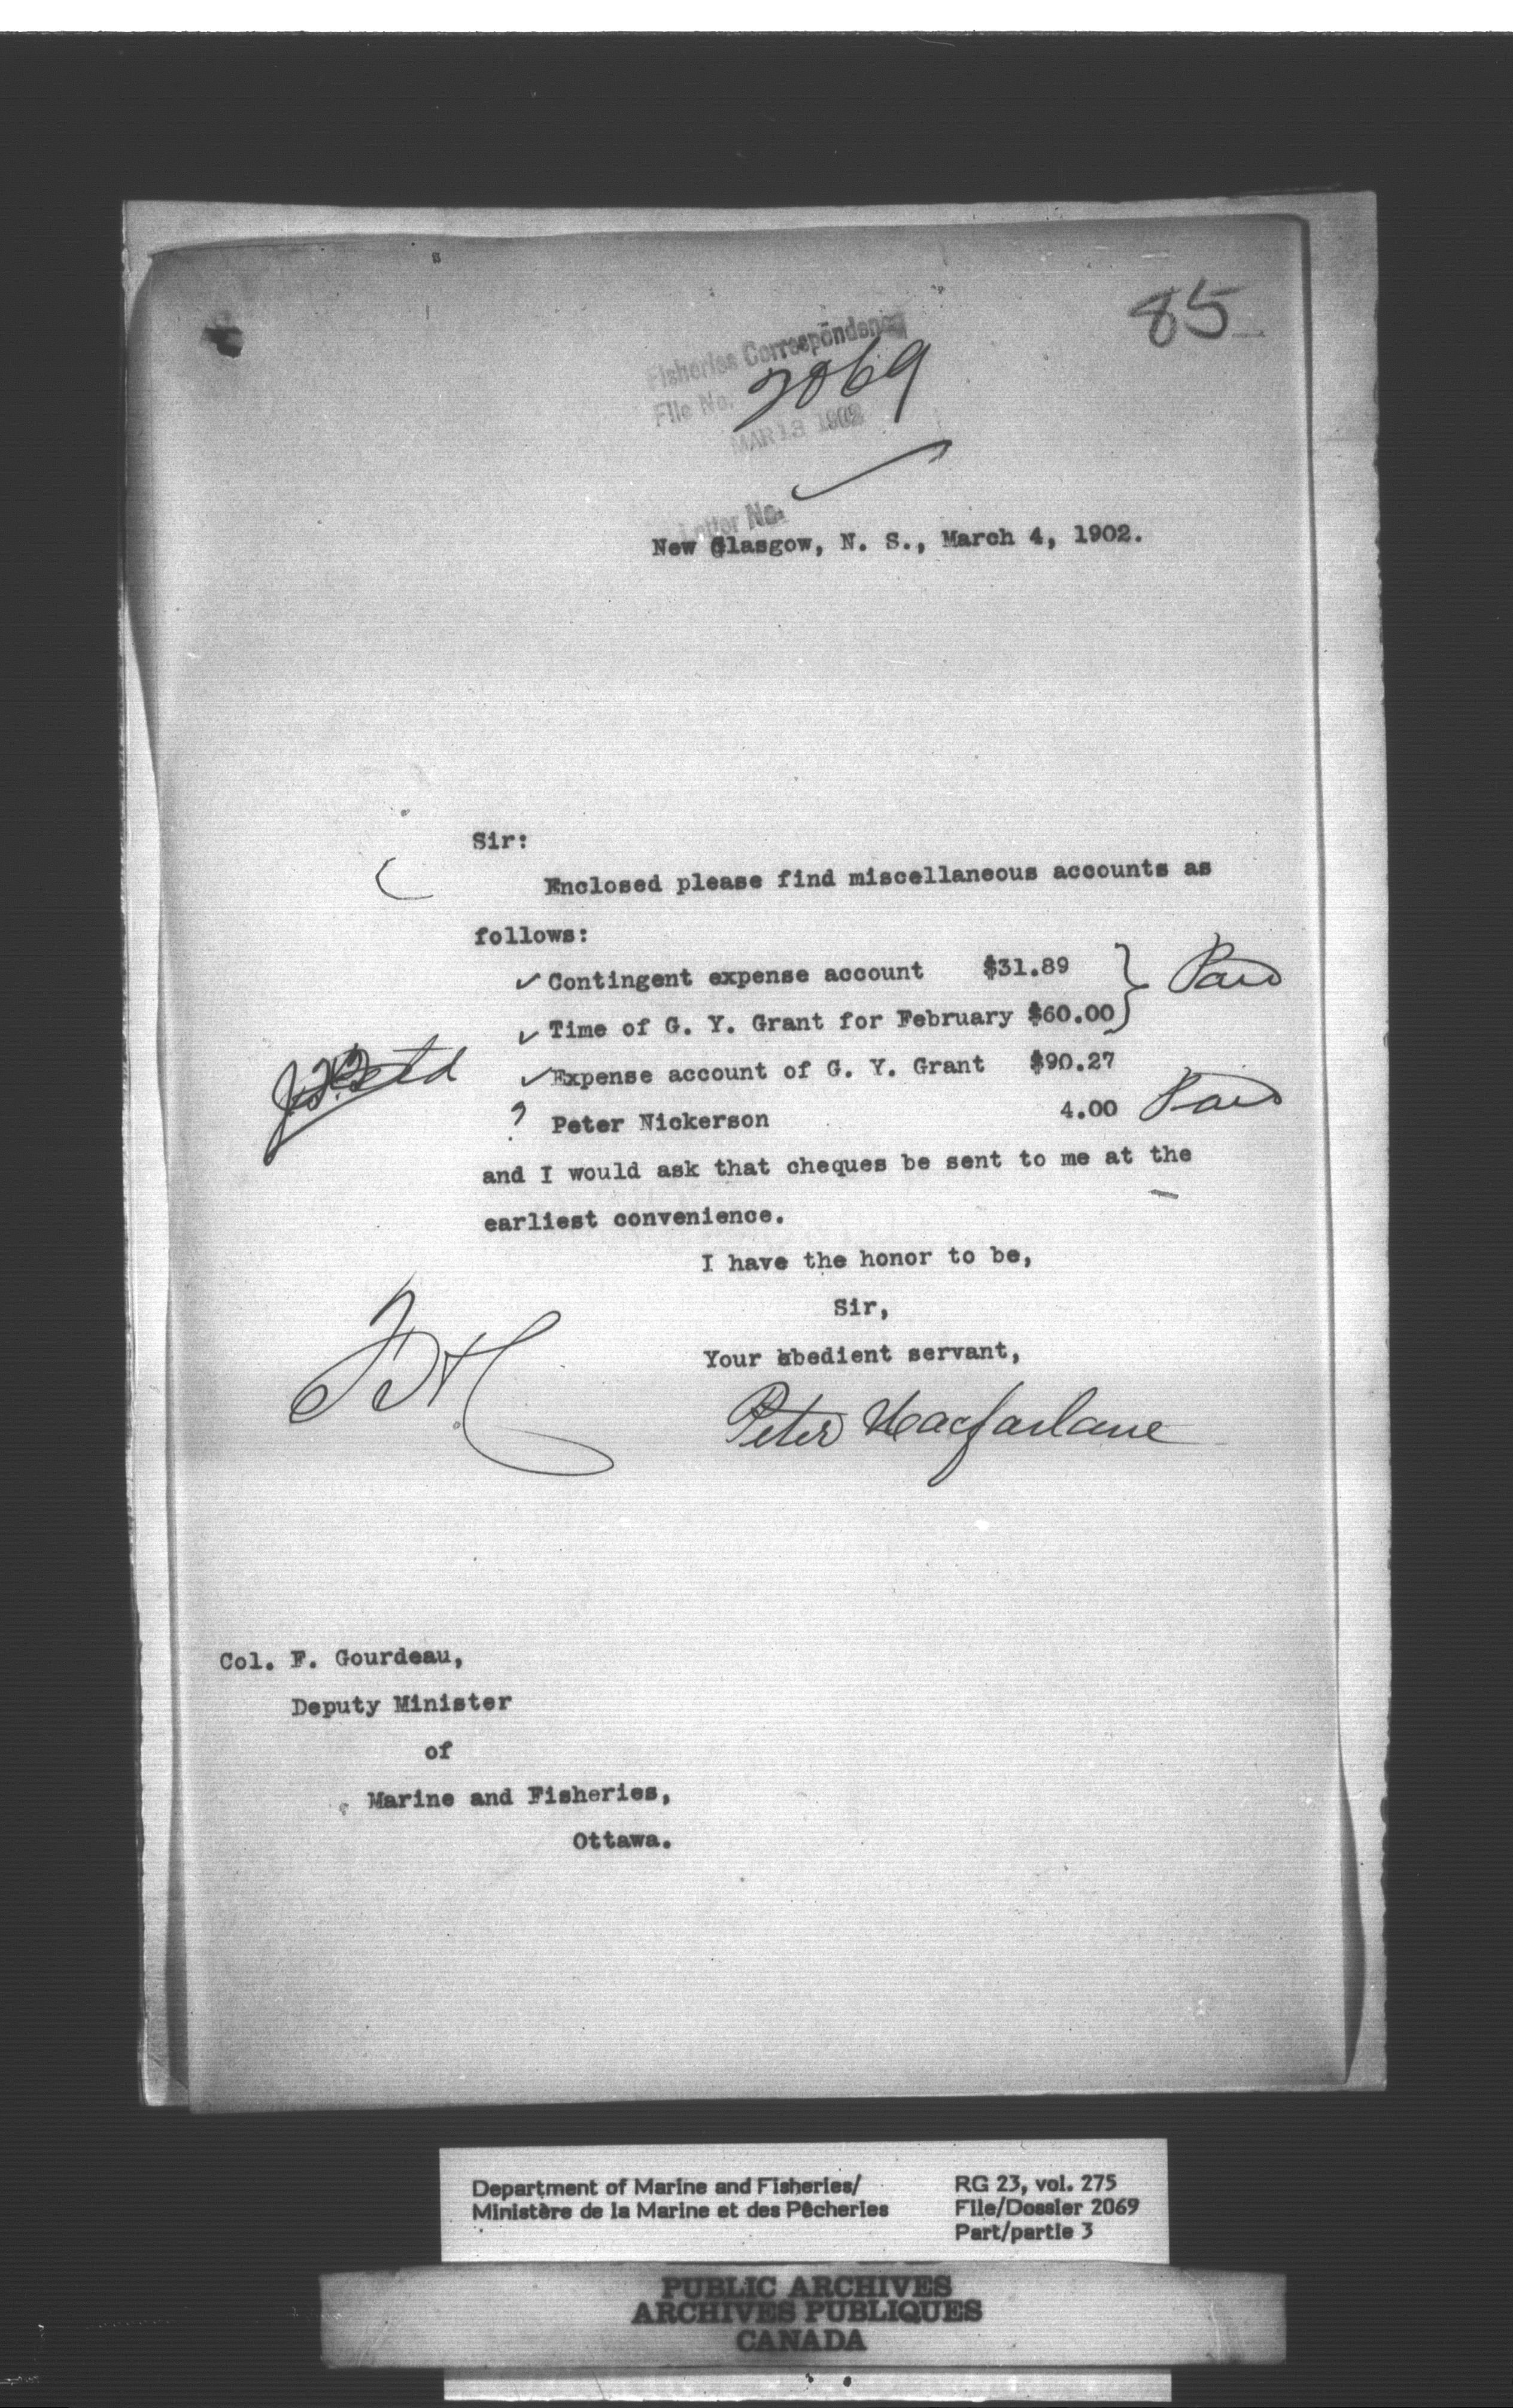 85
Fisheries Correspondence
File No. 2069
MAR 13 1902
Letter No.
New Glasgow, N. S., March 4, 1902.
Sir:
Enclosed please find miscellaneous accounts as
follows:
✓ Contingent expense account $31.89 } Paid
✓ Time of G. Y. Grant for February $60.00
✓ Expense account of G. Y. Grant $90.27
? Peter Nickerson 4.00 Paid
and I would ask that cheques be sent to me at the
earliest convenience.
I have the honor to be,
Sir,
Your obedient servant,
Peter Macfarlane
Col. F. Gourdeau,
Deputy Minister
of
Marine and Fisheries,
Ottawa.
Department of Marine and Fisheries/
Ministère de la Marine et des Pêcheries
RG 23, vol. 275
File/Dossier 2069
Part/partie 3
PUBLIC ARCHIVES
ARCHIVES PUBLIQUES
CANADA